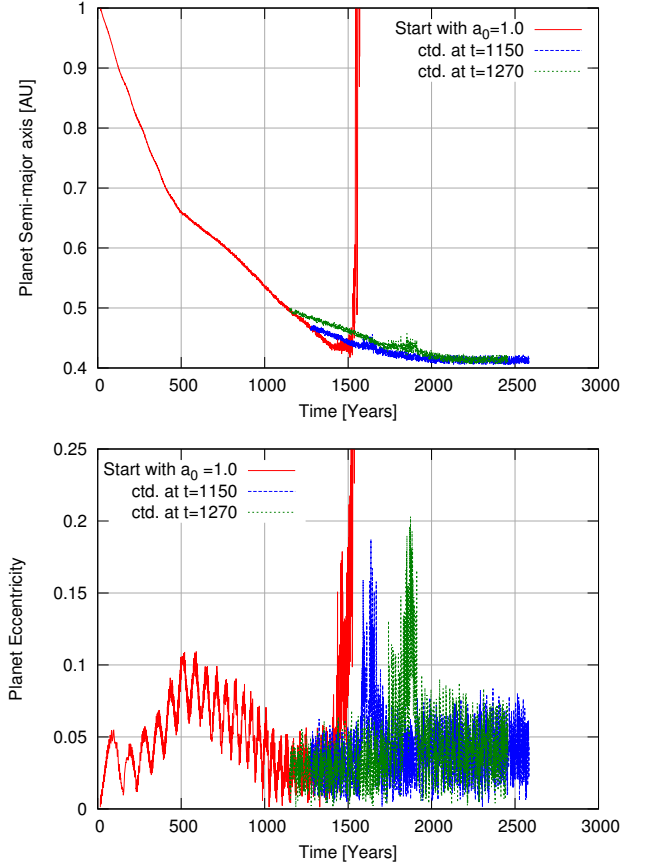 Start with a₀=1.0
ctd. at t=1150
ctd. at t=1270
1
0.9
0.8
0.7
0.6
0.5
0.4
0 500 1000 1500 2000 2500 3000
Planet Semi-major axis [AU]
Time [Years]
Start with a₀ =1.0
ctd. at t=1150
ctd. at t=1270
0.25
0.2
0.15
0.1
0.05
0
0 500 1000 1500 2000 2500 3000
Planet Eccentricity
Time [Years]